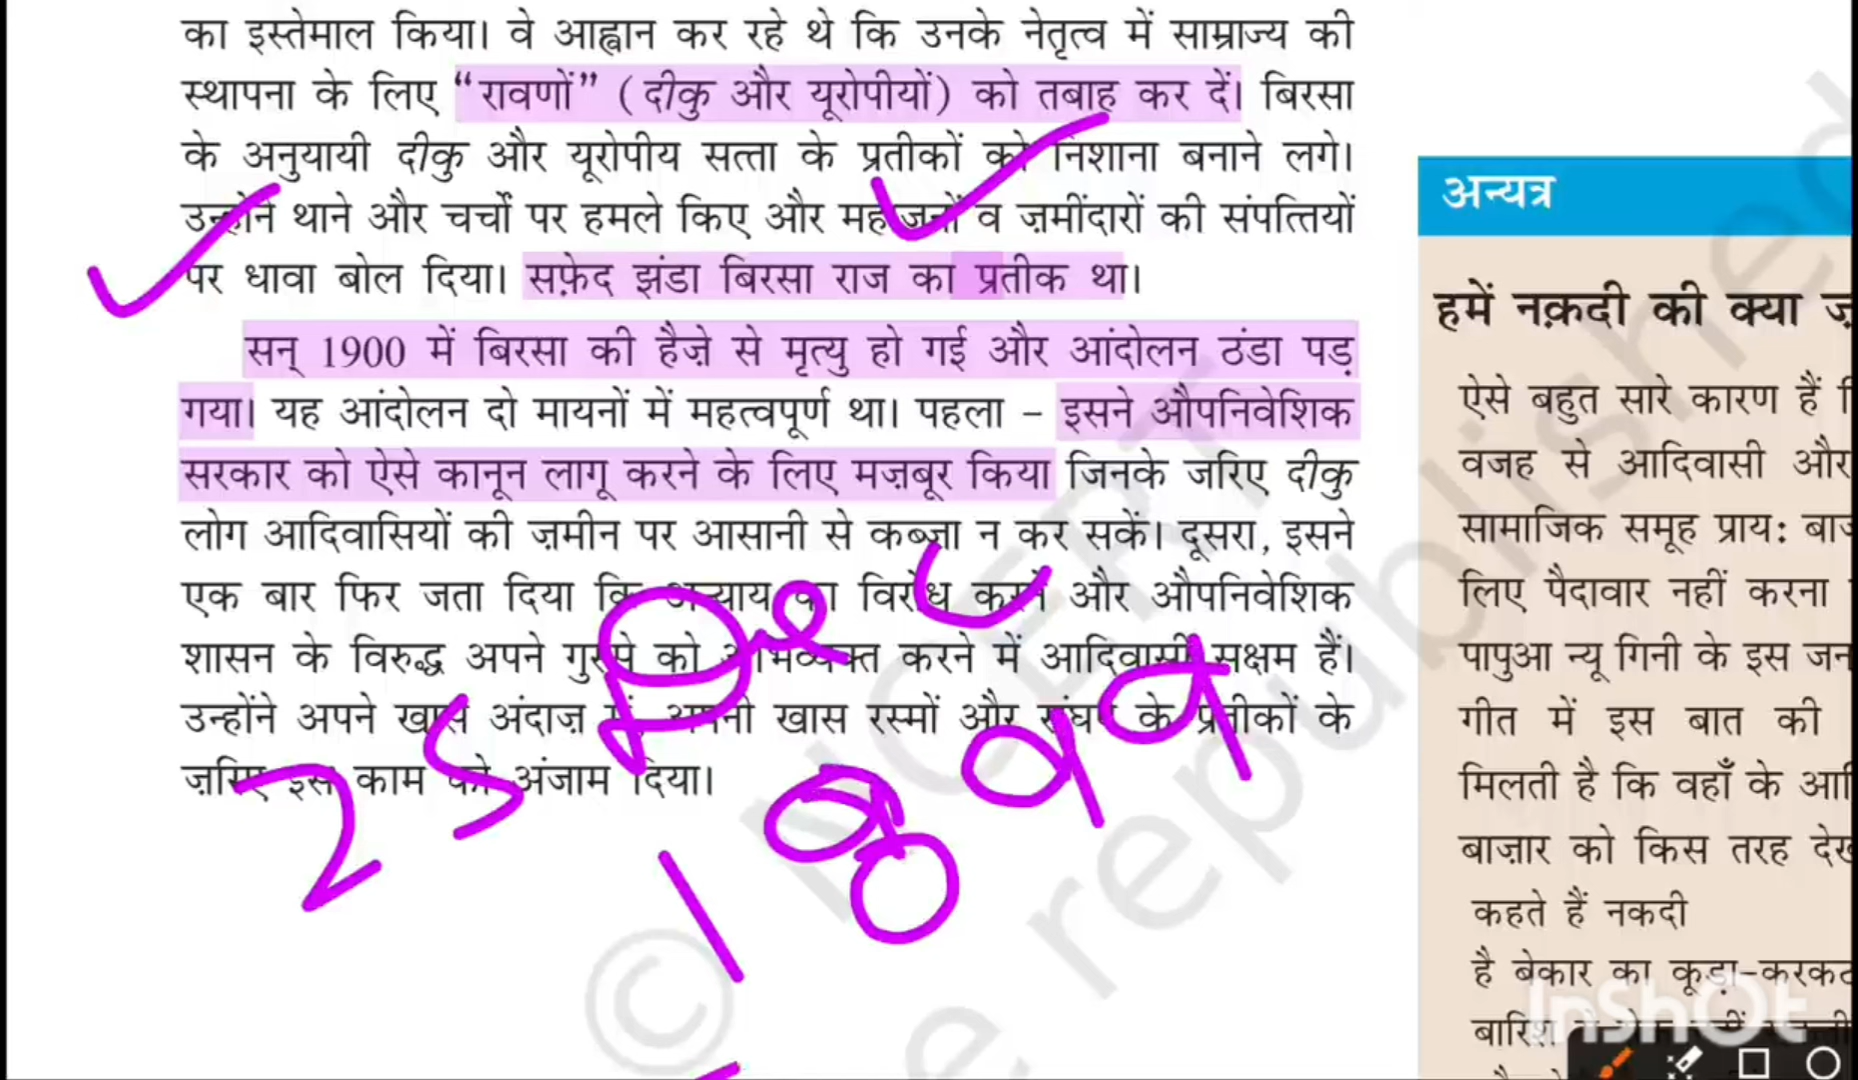 का इस्तेमाल किया। वे आह्वान कर रहे थे कि उनके नेतृत्व में साम्राज्य की
स्थापना के लिए “रावणों” (दीकु और यूरोपीयों) को तबाह कर दें। बिरसा
के अनुयायी दीकु और यूरोपीय सत्ता के प्रतीकों को निशाना बनाने लगे।
उन्होंने थाने और चर्चों पर हमले किए और महाजनों व ज़मींदारों की संपत्तियों
पर धावा बोल दिया। सफ़ेद झंडा बिरसा राज का प्रतीक था।
सन् 1900 में बिरसा की हैज़े से मृत्यु हो गई और आंदोलन ठंडा पड़
गया। यह आंदोलन दो मायनों में महत्वपूर्ण था। पहला – इसने औपनिवेशिक
सरकार को ऐसे कानून लागू करने के लिए मज़बूर किया जिनके जरिए दीकु
लोग आदिवासियों की ज़मीन पर आसानी से कब्ज़ा न कर सकें। दूसरा, इसने
एक बार फिर जता दिया कि अन्याय का विरोध करने और औपनिवेशिक
शासन के विरुद्ध अपने गुस्से को अभिव्यक्त करने में आदिवासी सक्षम हैं।
उन्होंने अपने खास अंदाज़ में, अपनी खास रस्मों और संघर्ष के प्रतीकों के
ज़रिए इस काम को अंजाम दिया।
25 Dec
1899
अन्यत्र
हमें नक़दी की क्या
ऐसे बहुत सारे कारण हैं
वजह से आदिवासी और
सामाजिक समूह प्राय:
लिए पैदावार नहीं करना
पापुआ न्यू गिनी के इस
गीत में इस बात की
मिलती है कि वहाँ के
बाज़ार को किस तरह
कहते हैं नकदी
है बेकार का कूड़ा-करकट
© NCERT
republished
InShOt